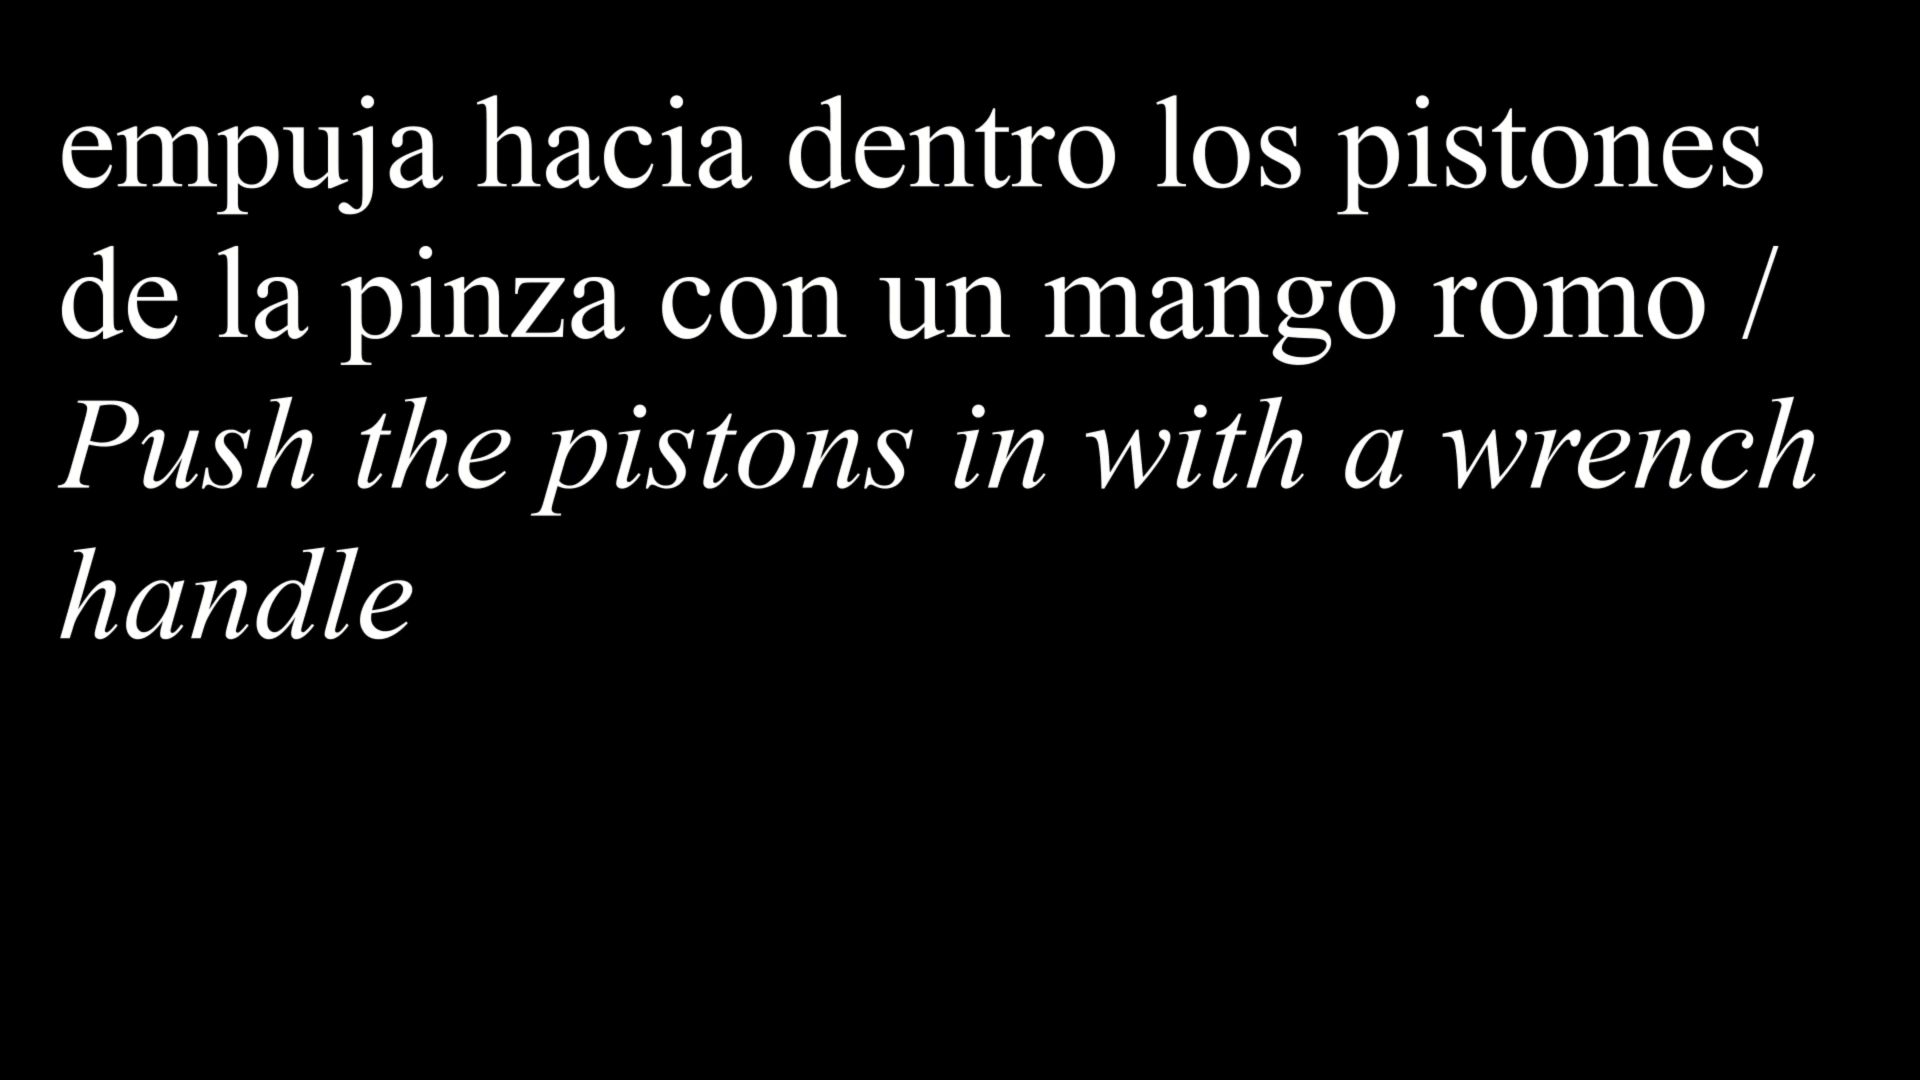 empuja hacia dentro los pistones
de la pinza con un mango romo /
Push the pistons in with a wrench
handle